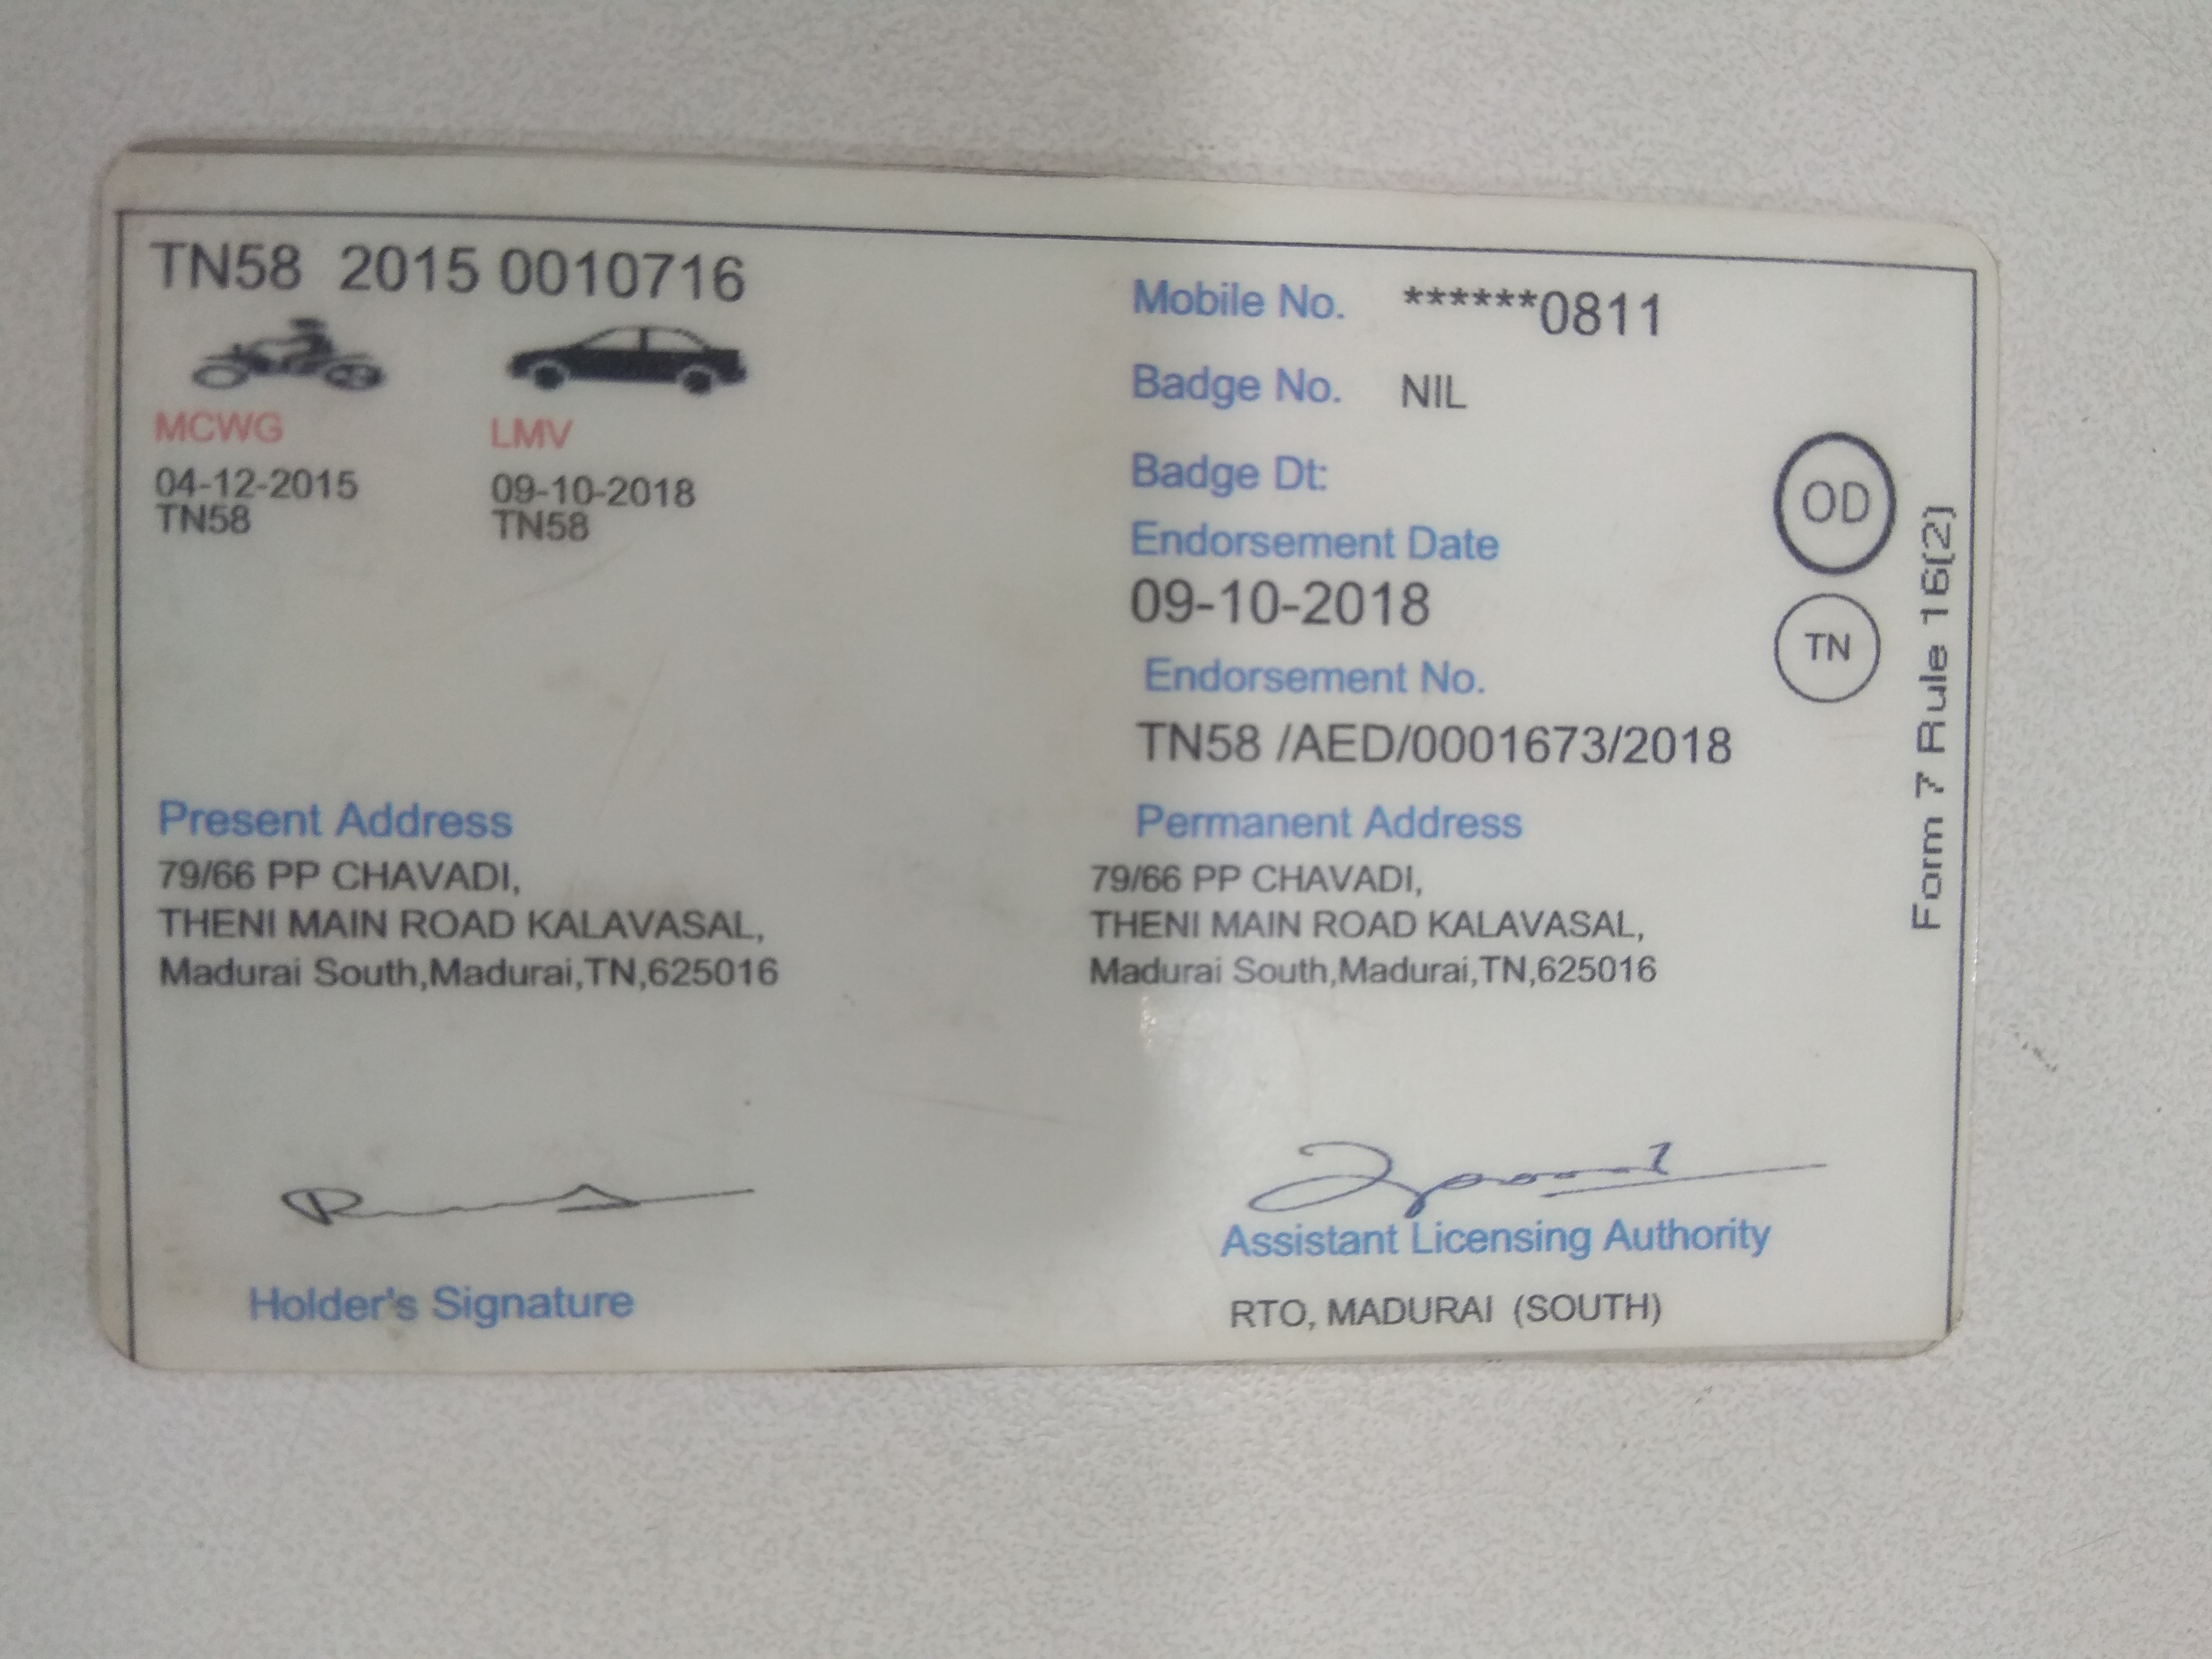 TN58 2015 0010716
MCWG
04-12-2015
TN58
LMV
09-10-2018
TN58
Mobile No. ******0811
Badge No. NIL
Badge Dt:
Endorsement Date
09-10-2018
Endorsement No.
TN58 /AED/0001673/2018
OD
TN
Form 7 Rule 16(2)
Present Address
79/66 PP CHAVADI,
THENI MAIN ROAD KALAVASAL,
Madurai South,Madurai,TN,625016
Permanent Address
79/66 PP CHAVADI,
THENI MAIN ROAD KALAVASAL,
Madurai South,Madurai,TN,625016
Holder's Signature
Assistant Licensing Authority
RTO, MADURAI (SOUTH)